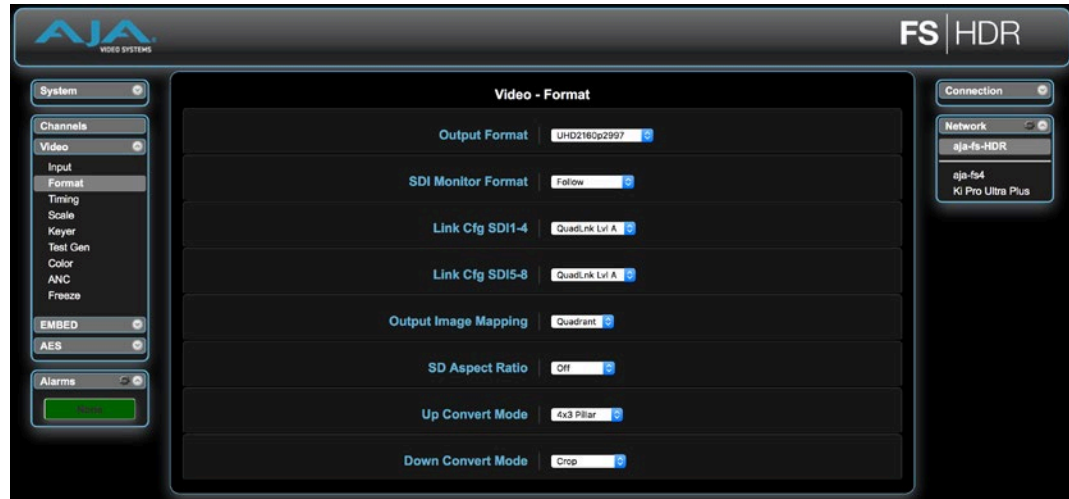 AJA
VIDEO SYSTEMS
FS HDR
System
Channels
Video
Input
Format
Timing
Scale
Keyer
Test Gen
Color
ANC
Freeze
EMBED
AES
Alarms
None
Video - Format
Output Format UHD2160p2997
SDI Monitor Format Follow
Link Cfg SDI1-4 QuadLnk Lvl A
Link Cfg SDI5-8 QuadLnk Lvl A
Output Image Mapping Quadrant
SD Aspect Ratio Off
Up Convert Mode 4x3 Pillar
Down Convert Mode Crop
Connection
Network
aja-fs-HDR
aja-fs4
Ki Pro Ultra Plus